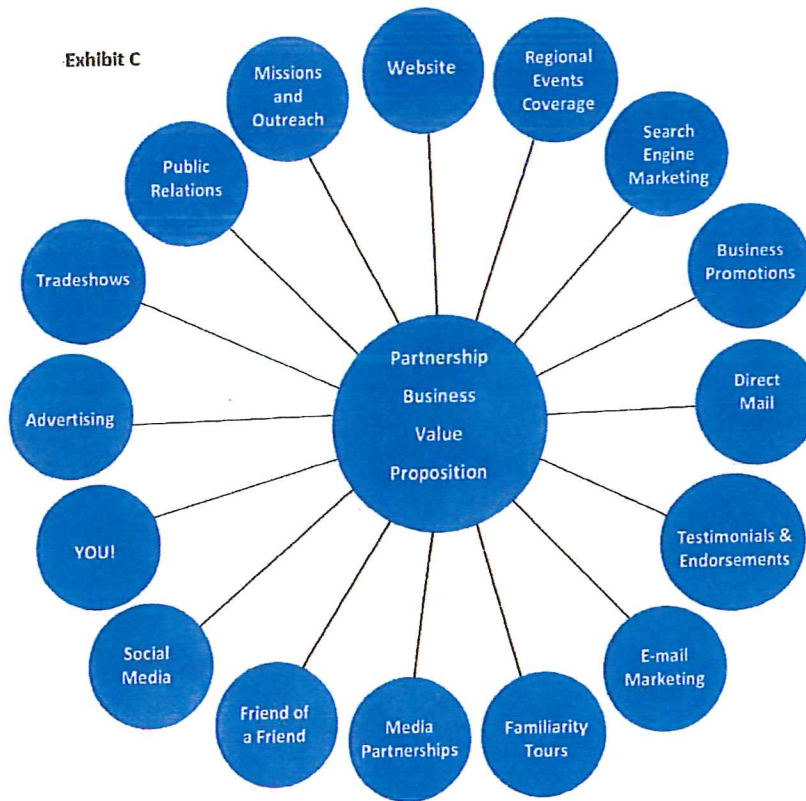 Exhibit C
Website
Regional
Events
Coverage
Search
Engine
Marketing
Business
Promotions
Direct
Mail
Testimonials &
Endorsements
E-mail
Marketing
Familiarity
Tours
Media
Partnerships
Friend of
a Friend
Social
Media
YOU!
Advertising
Tradeshows
Public
Relations
Missions
and
Outreach
Partnership
Business
Value
Proposition